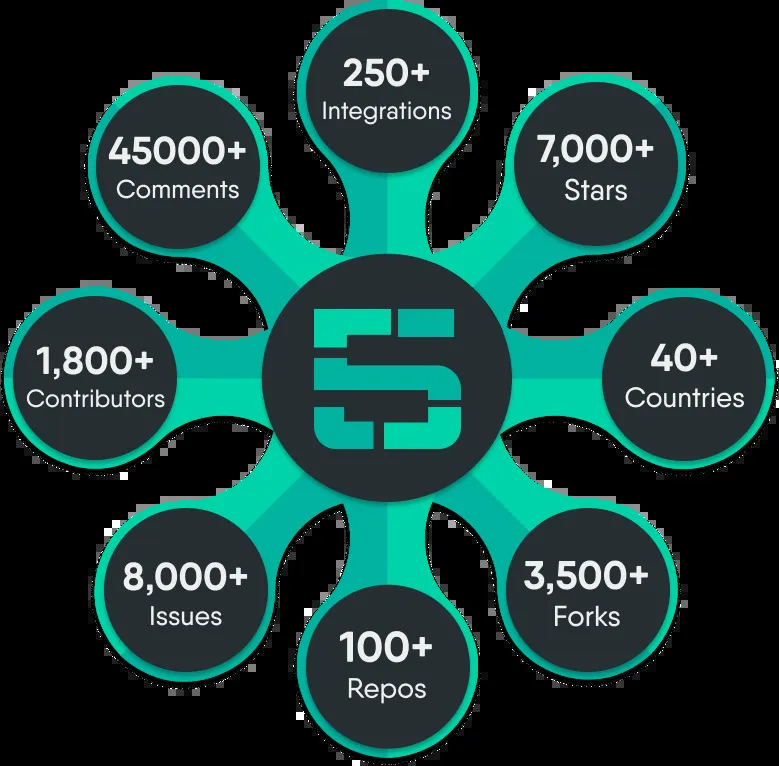 250+
Integrations
45000+
Comments
7,000+
Stars
1,800+
Contributors
40+
Countries
8,000+
Issues
3,500+
Forks
100+
Repos